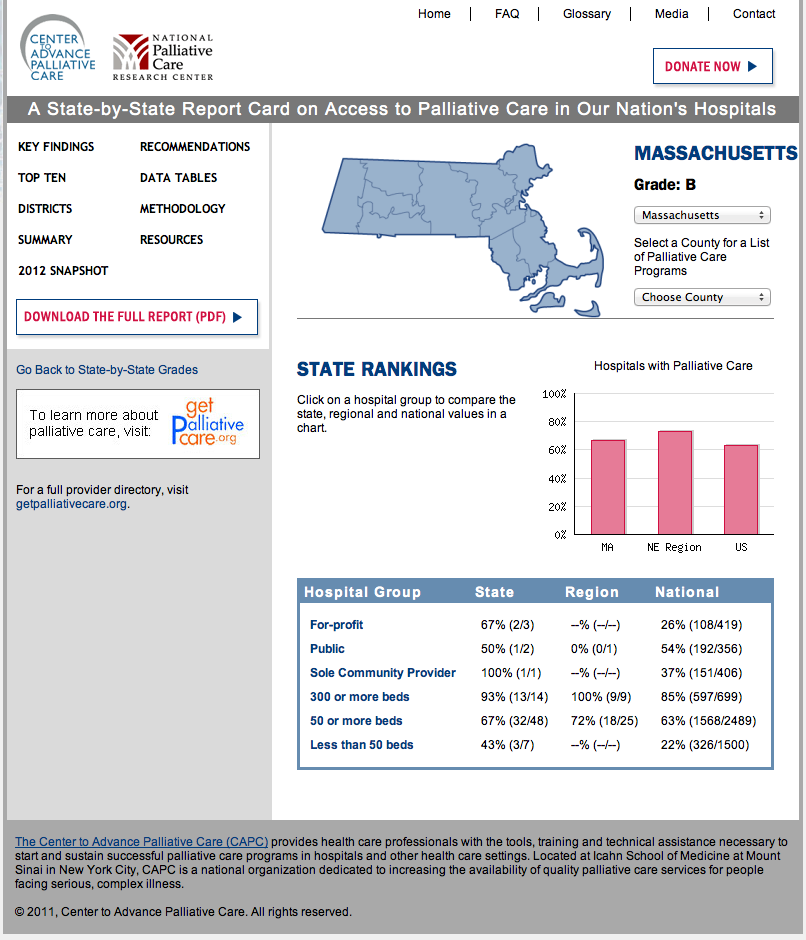 Home | FAQ | Glossary | Media | Contact
CENTER
TO
ADVANCE
PALLIATIVE
CARE
NATIONAL
Palliative
Care
RESEARCH CENTER
DONATE NOW
A State-by-State Report Card on Access to Palliative Care in Our Nation's Hospitals
KEY FINDINGS RECOMMENDATIONS
TOP TEN DATA TABLES
DISTRICTS METHODOLOGY
SUMMARY RESOURCES
2012 SNAPSHOT
DOWNLOAD THE FULL REPORT (PDF)
Go Back to State-by-State Grades
To learn more about
palliative care, visit:
get
Palliative
care.org
For a full provider directory, visit
getpalliativecare.org.
MASSACHUSETTS
Grade: B
Massachusetts
Select a County for a List
of Palliative Care
Programs
Choose County
STATE RANKINGS
Click on a hospital group to compare the
state, regional and national values in a
chart.
Hospitals with Palliative Care
100%
80%
60%
40%
20%
0%
MA NE Region US
Hospital Group State Region National
For-profit 67% (2/3) --% (--/--) 26% (108/419)
Public 50% (1/2) 0% (0/1) 54% (192/356)
Sole Community Provider 100% (1/1) --% (--/--) 37% (151/406)
300 or more beds 93% (13/14) 100% (9/9) 85% (597/699)
50 or more beds 67% (32/48) 72% (18/25) 63% (1568/2489)
Less than 50 beds 43% (3/7) --% (--/--) 22% (326/1500)
The Center to Advance Palliative Care (CAPC) provides health care professionals with the tools, training and technical assistance necessary to
start and sustain successful palliative care programs in hospitals and other health care settings. Located at Icahn School of Medicine at Mount
Sinai in New York City, CAPC is a national organization dedicated to increasing the availability of quality palliative care services for people
facing serious, complex illness.
© 2011, Center to Advance Palliative Care. All rights reserved.